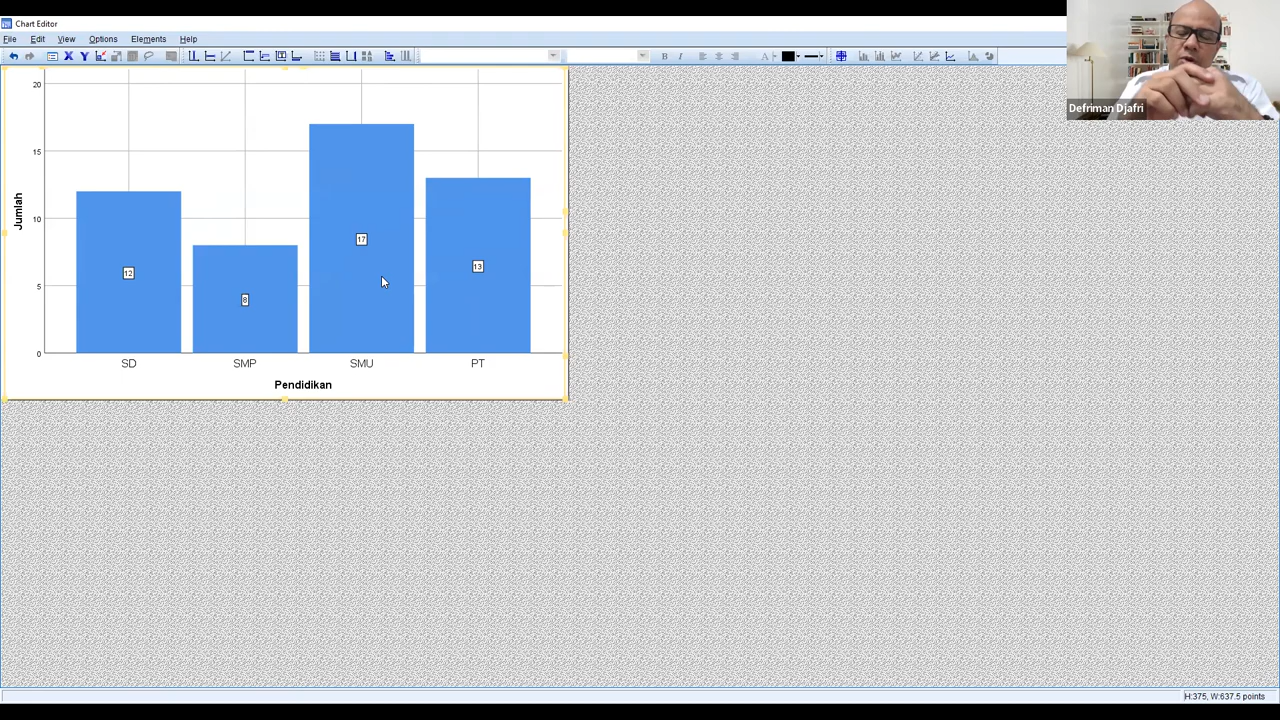 Chart Editor
File Edit View Options Elements Help
B I A
20
15
10
5
0
Jumlah
12
8
17
13
SD SMP SMU PT
Pendidikan
Defriman Djafri
H:375, W:637.5 points